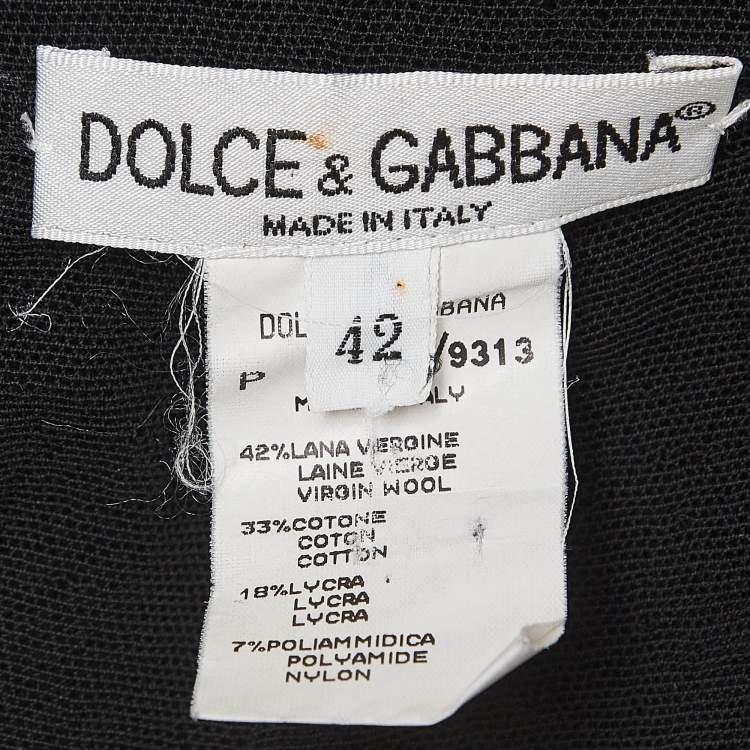 DOLCE & GABBANA®
MADE IN ITALY
42
P /9313
42%LANA VERGINE
LAINE VIERGE
VIRGIN WOOL
33%COTONE
COTON
COTTON
18%LYCRA
LYCRA
LYCRA
7%POLIAMMIDICA
POLYAMIDE
NYLON